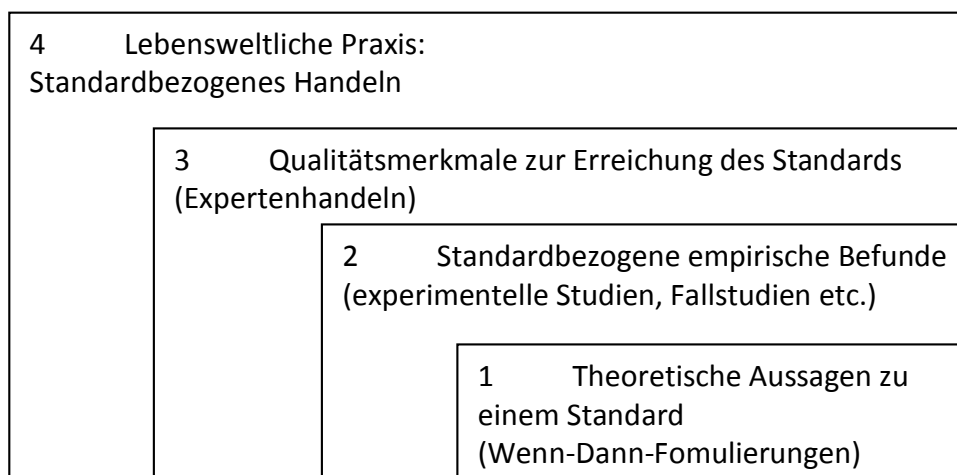 4 Lebensweltliche Praxis:
Standardbezogenes Handeln
3 Qualitätsmerkmale zur Erreichung des Standards
(Expertenhandeln)
2 Standardbezogene empirische Befunde
(experimentelle Studien, Fallstudien etc.)
1 Theoretische Aussagen zu
einem Standard
(Wenn-Dann-Fomulierungen)